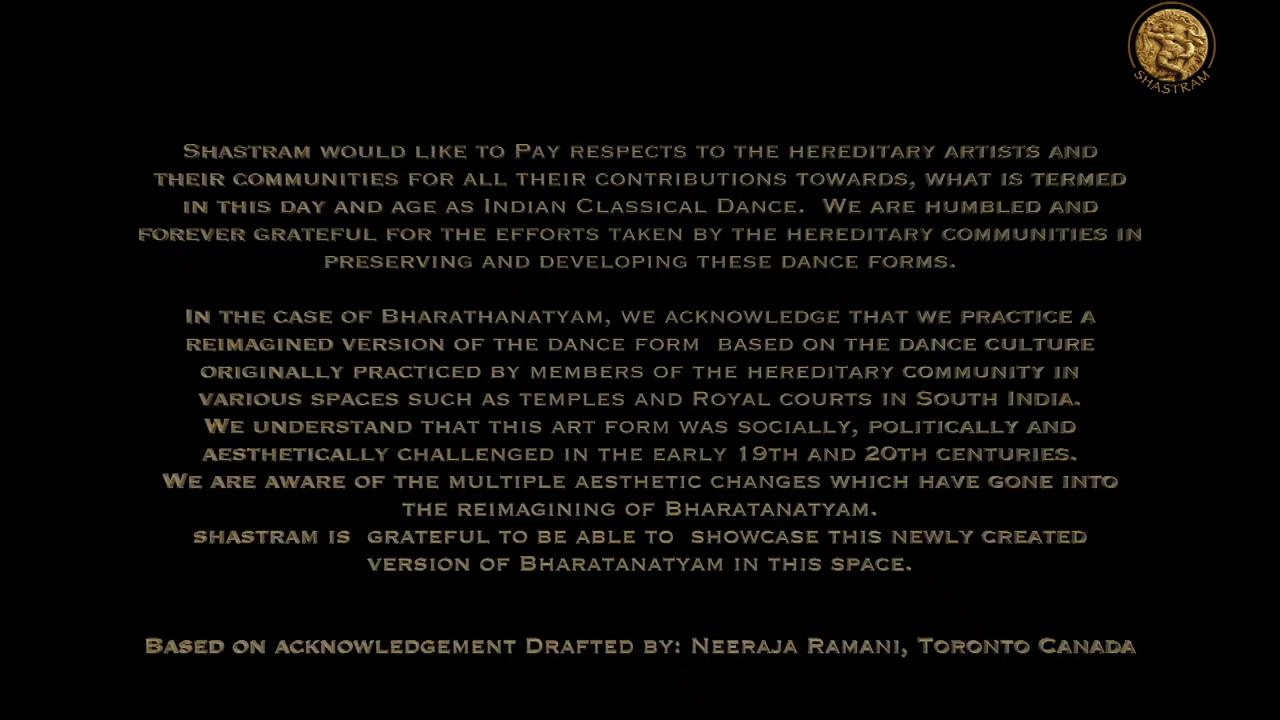 SHASTRAM
Shastram would like to Pay respects to the hereditary artists and
their communities for all their contributions towards, what is termed
in this day and age as Indian Classical Dance.  We are humbled and
forever grateful for the efforts taken by the hereditary communities in
preserving and developing these dance forms.
In the case of Bharathanatyam, we acknowledge that we practice a
reimagined version of the dance form  based on the dance culture
originally practiced by members of the hereditary community in
various spaces such as temples and Royal courts in South India.
We understand that this art form was socially, politically and
aesthetically challenged in the early 19th and 20th centuries.
We are aware of the multiple aesthetic changes which have gone into
the reimagining of Bharatanatyam.
shastram is  grateful to be able to  showcase this newly created
version of Bharatanatyam in this space.
Based on acknowledgement Drafted by: Neeraja Ramani, Toronto Canada